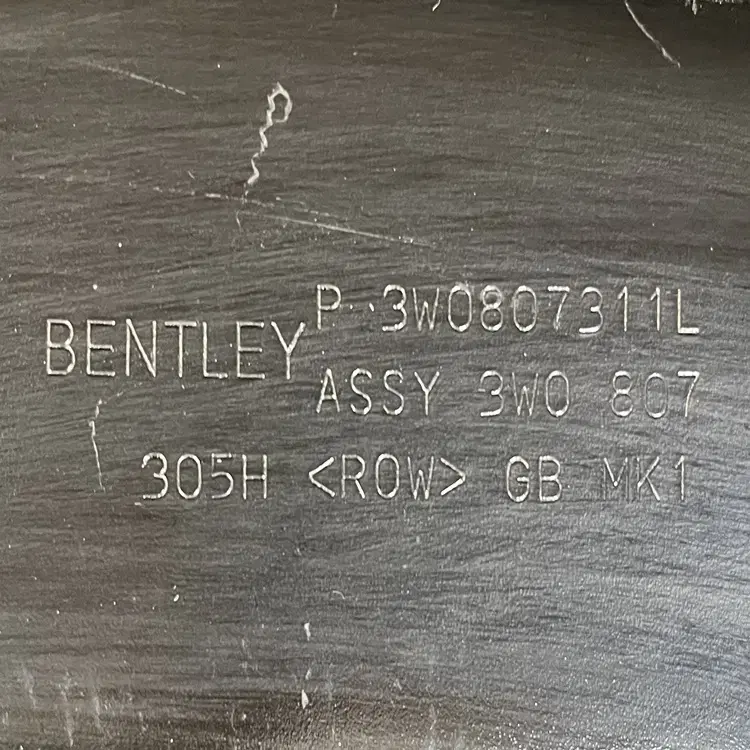 BENTLEY P 3W0807311L
ASSY 3W0 807
305H <ROW> GB MK1